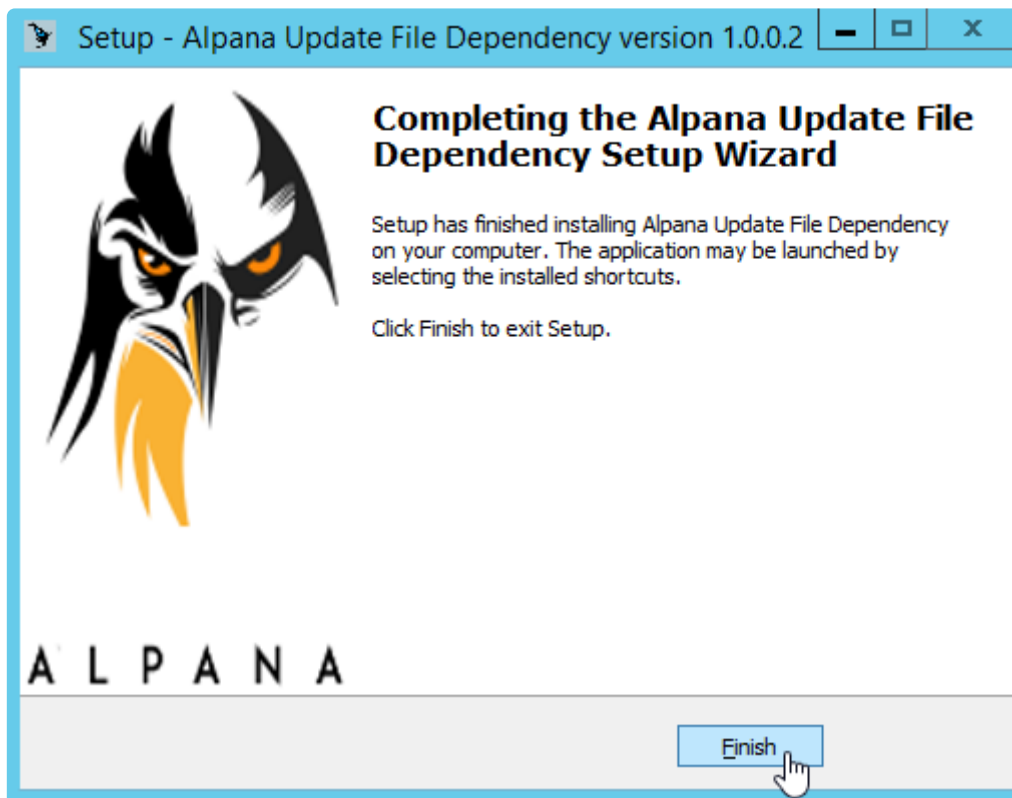 Setup - Alpana Update File Dependency version 1.0.0.2
Completing the Alpana Update File
Dependency Setup Wizard
Setup has finished installing Alpana Update File Dependency
on your computer. The application may be launched by
selecting the installed shortcuts.
Click Finish to exit Setup.
ALPANA
Finish